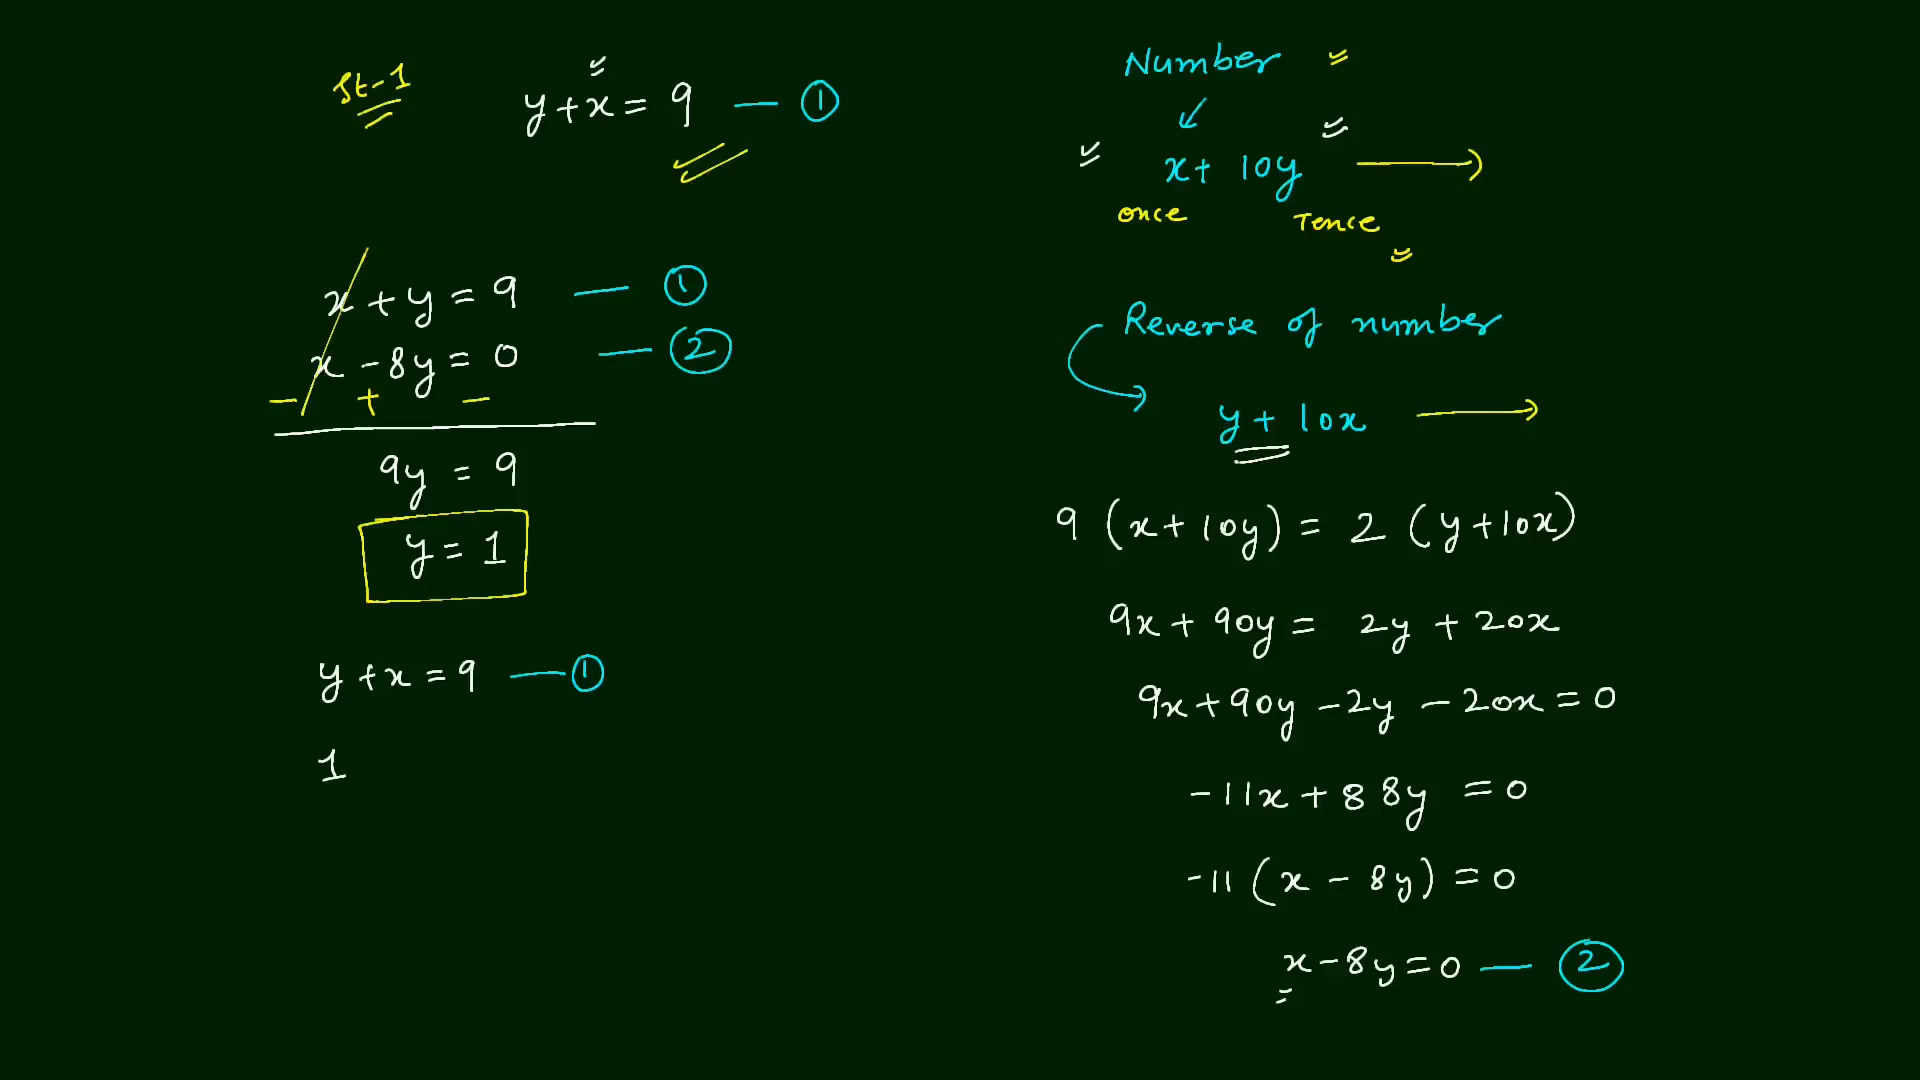 St-1
y + x = 9 — ①
x + y = 9 — ①
x - 8y = 0 — ②
- + -
9y = 9
y = 1
y + x = 9 — ①
1
Number
x + 10y
once Tence
Reverse of number
y + 10x
9 (x + 10y) = 2 (y + 10x)
9x + 90y = 2y + 20x
9x + 90y - 2y - 20x = 0
-11x + 88y = 0
-11 (x - 8y) = 0
x - 8y = 0 — ②